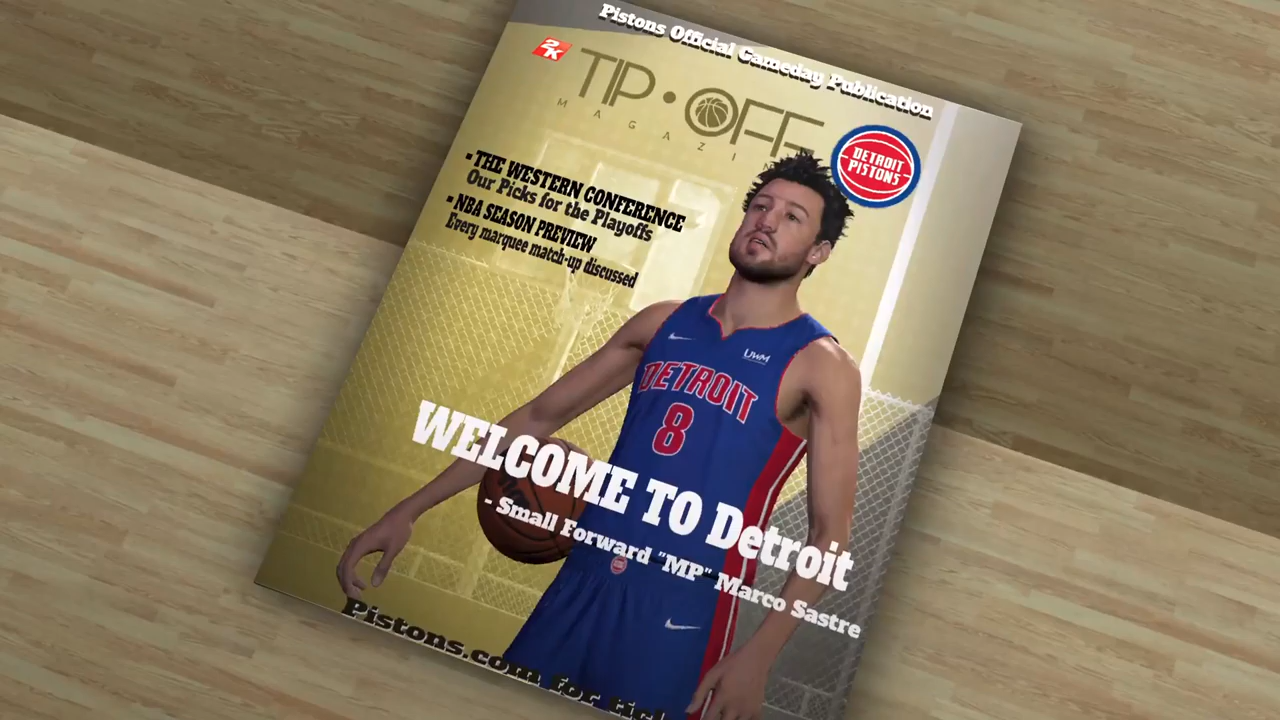 Pistons Official Gameday Publication
2K
TIP • OFF
MAGAZIN
DETROIT
PISTONS
▪ THE WESTERN CONFERENCE
Our Picks for the Playoffs
▪ NBA SEASON PREVIEW
Every marquee match-up discussed
UWM
DETROIT
8
WELCOME TO Detroit
- Small Forward "MP" Marco Sastre
Pistons.com for